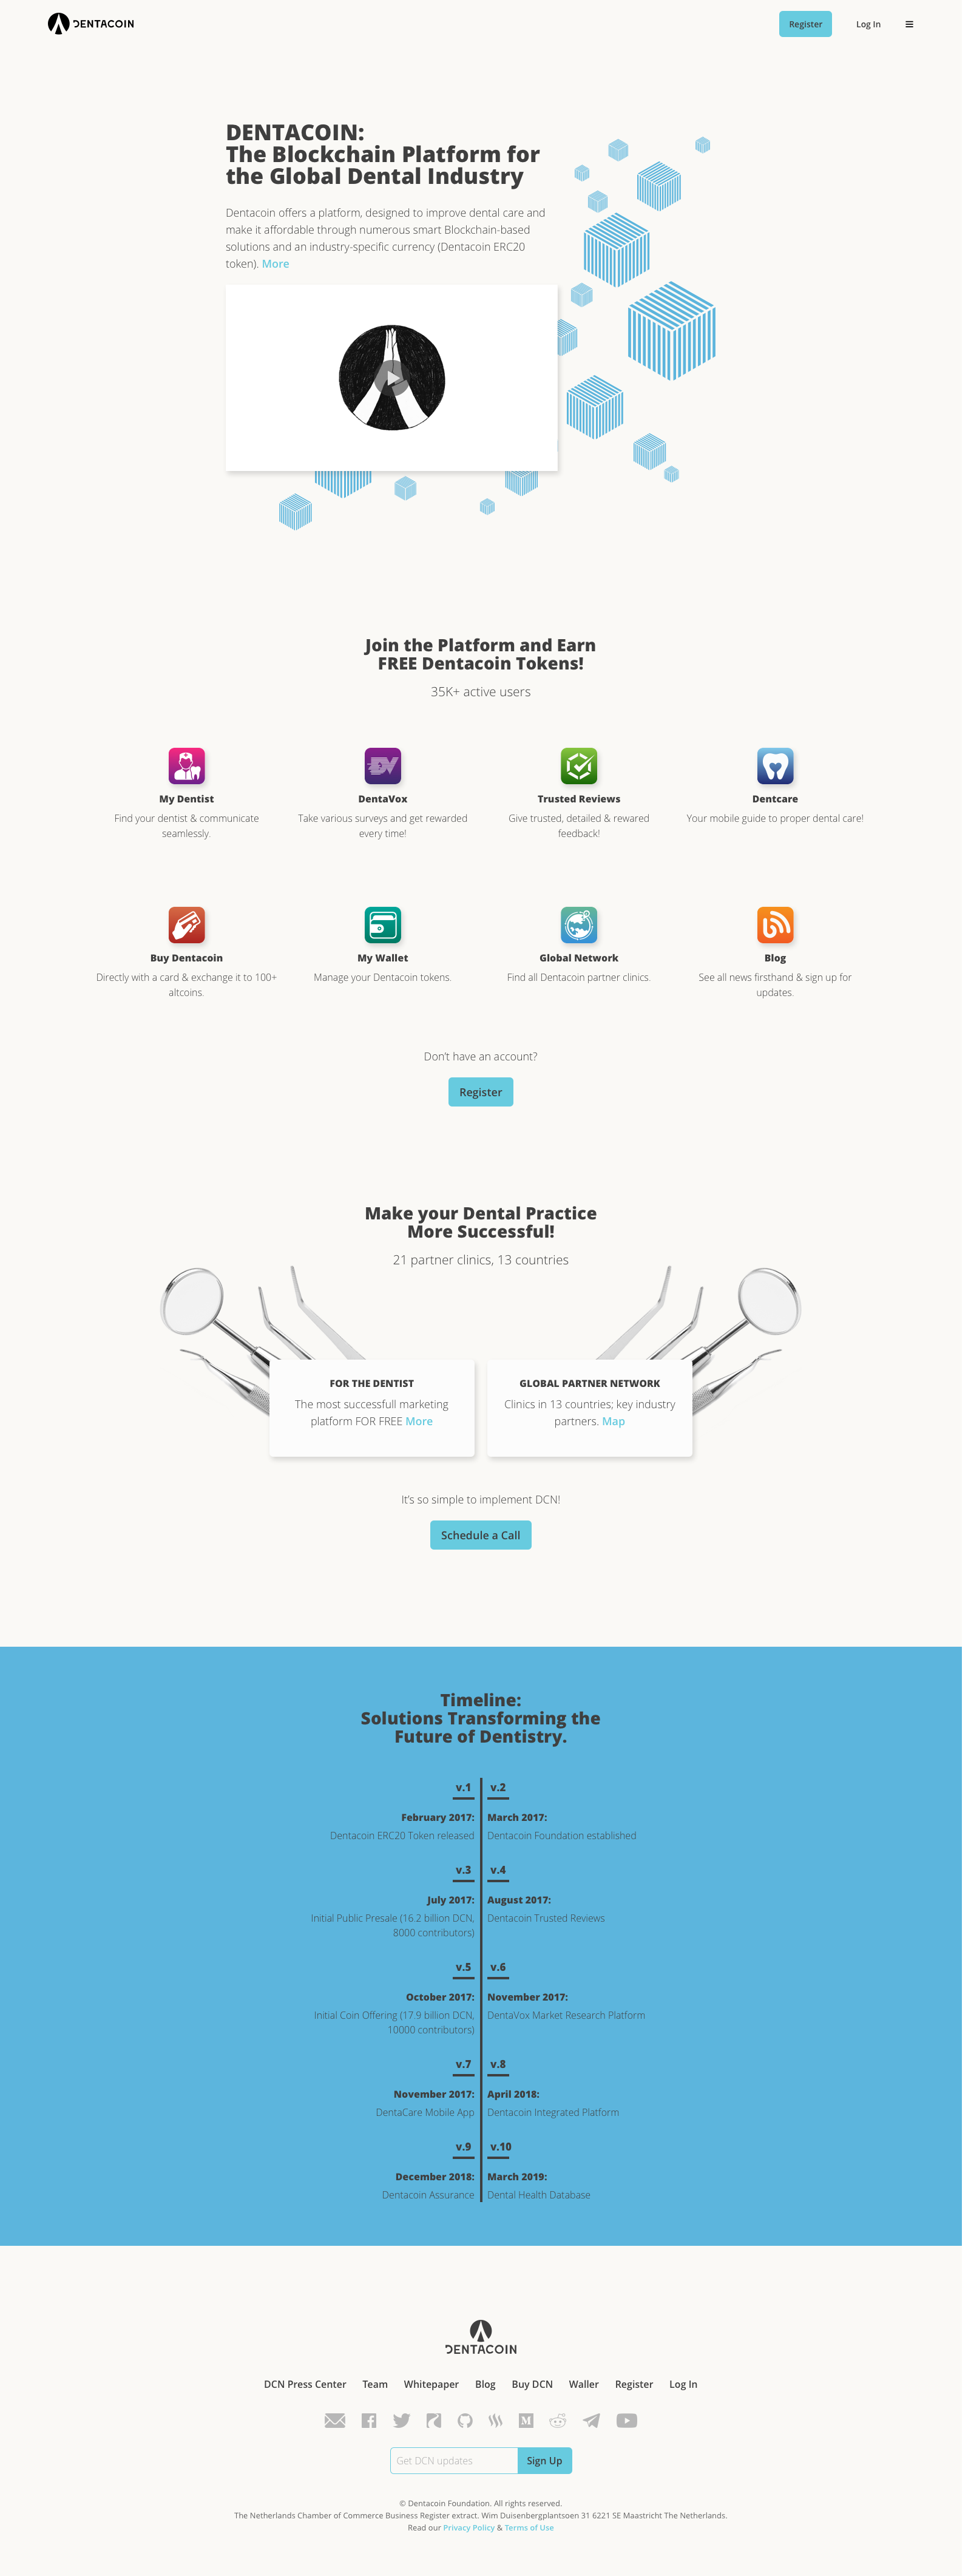 DENTACOIN
Register
Log In
DENTACOIN:
The Blockchain Platform for
the Global Dental Industry
Dentacoin offers a platform, designed to improve dental care and
make it affordable through numerous smart Blockchain-based
solutions and an industry-specific currency (Dentacoin ERC20
token). More
Join the Platform and Earn
FREE Dentacoin Tokens!
35K+ active users
My Dentist
Find your dentist & communicate
seamlessly.
DV
DentaVox
Take various surveys and get rewarded
every time!
Trusted Reviews
Give trusted, detailed & rewared
feedback!
Dentcare
Your mobile guide to proper dental care!
Buy Dentacoin
Directly with a card & exchange it to 100+
altcoins.
My Wallet
Manage your Dentacoin tokens.
Global Network
Find all Dentacoin partner clinics.
Blog
See all news firsthand & sign up for
updates.
Don't have an account?
Register
Make your Dental Practice
More Successful!
21 partner clinics, 13 countries
FOR THE DENTIST
The most successfull marketing
platform FOR FREE More
GLOBAL PARTNER NETWORK
Clinics in 13 countries; key industry
partners. Map
It's so simple to implement DCN!
Schedule a Call
Timeline:
Solutions Transforming the
Future of Dentistry.
v.1
February 2017:
Dentacoin ERC20 Token released
v.2
March 2017:
Dentacoin Foundation established
v.3
July 2017:
Initial Public Presale (16.2 billion DCN,
8000 contributors)
v.4
August 2017:
Dentacoin Trusted Reviews
v.5
October 2017:
Initial Coin Offering (17.9 billion DCN,
10000 contributors)
v.6
November 2017:
DentaVox Market Research Platform
v.7
November 2017:
DentaCare Mobile App
v.8
April 2018:
Dentacoin Integrated Platform
v.9
December 2018:
Dentacoin Assurance
v.10
March 2019:
Dental Health Database
DENTACOIN
DCN Press Center Team Whitepaper Blog Buy DCN Waller Register Log In
Get DCN updates Sign Up
© Dentacoin Foundation. All rights reserved.
The Netherlands Chamber of Commerce Business Register extract. Wim Duisenbergplantsoen 31 6221 SE Maastricht The Netherlands.
Read our Privacy Policy & Terms of Use